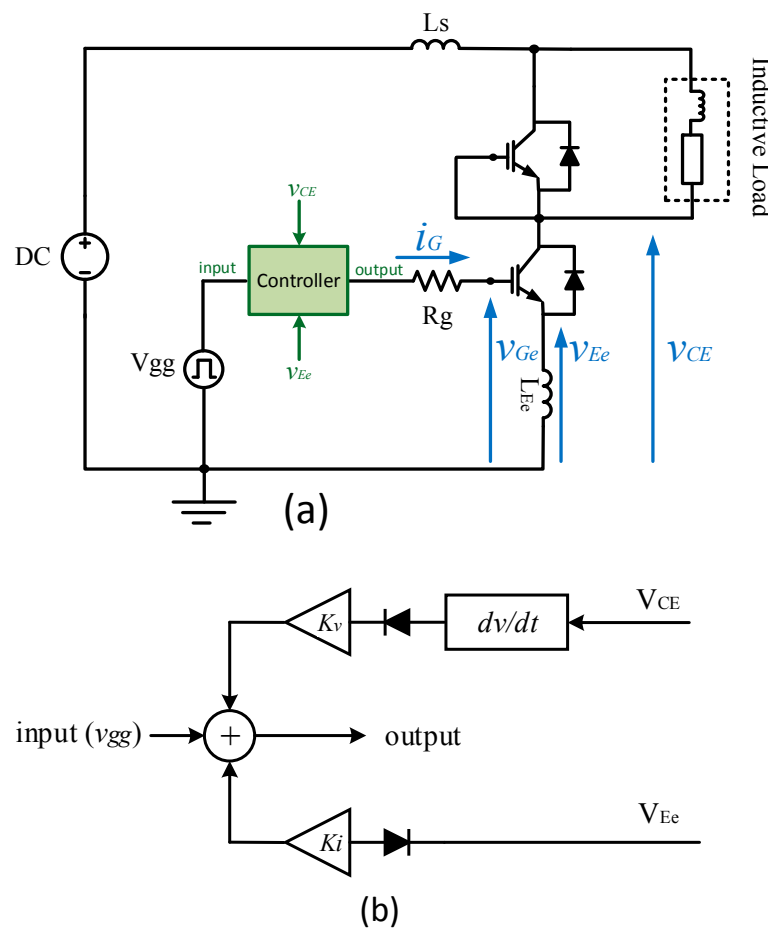 Ls
Inductive Load
vCE
iG
DC
input
Controller
output
Rg
vGe
vEe
vCE
Vgg
LEe
vEe
(a)
Kv
dv/dt
VCE
input (vgg)
+
output
Ki
VEe
(b)